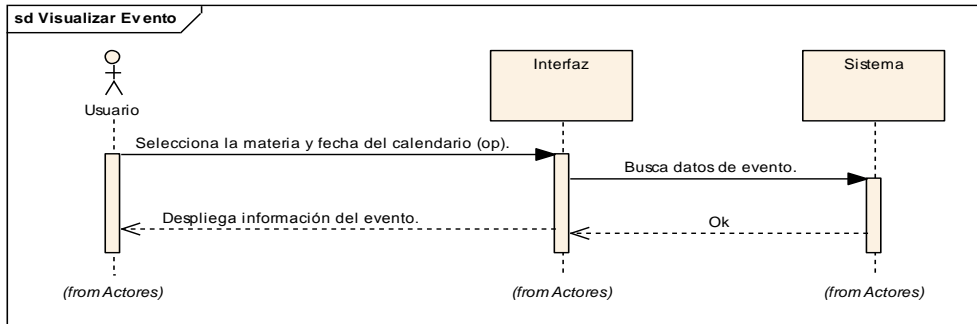 sd Visualizar Evento
Usuario
Interfaz
Sistema
Selecciona la materia y fecha del calendario (op).
Busca datos de evento.
Despliega información del evento.
Ok
(from Actores)
(from Actores)
(from Actores)